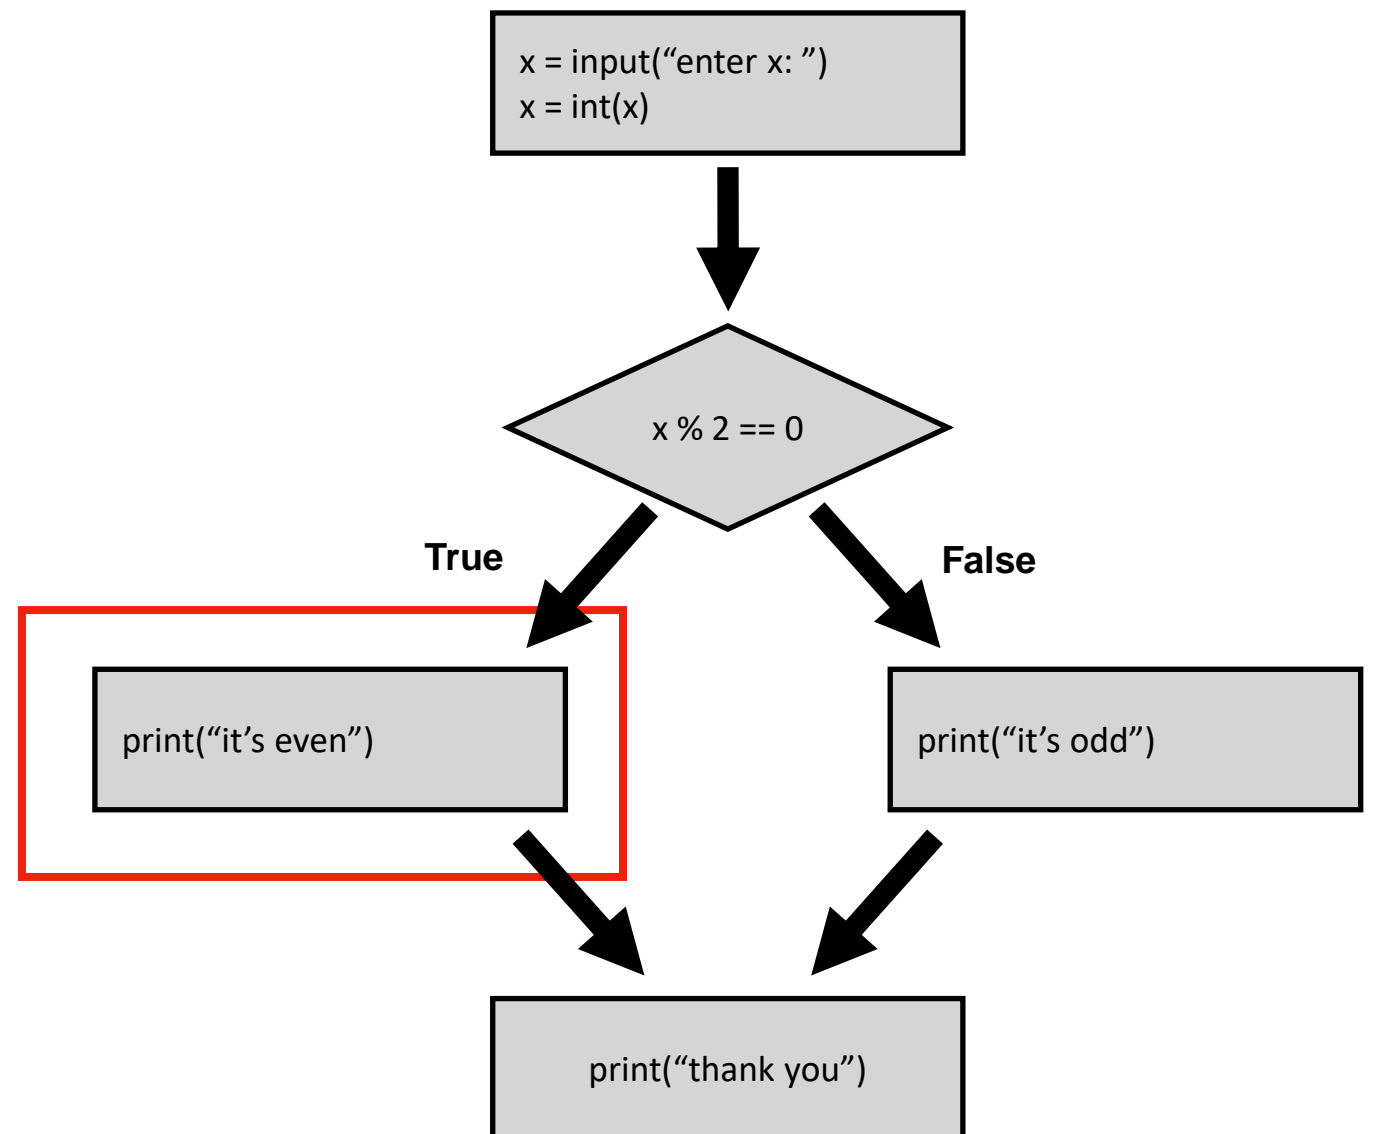 x = input(“enter x: ”)
x = int(x)
x % 2 == 0
True
False
print(“it’s even”)
print(“it’s odd”)
print(“thank you”)